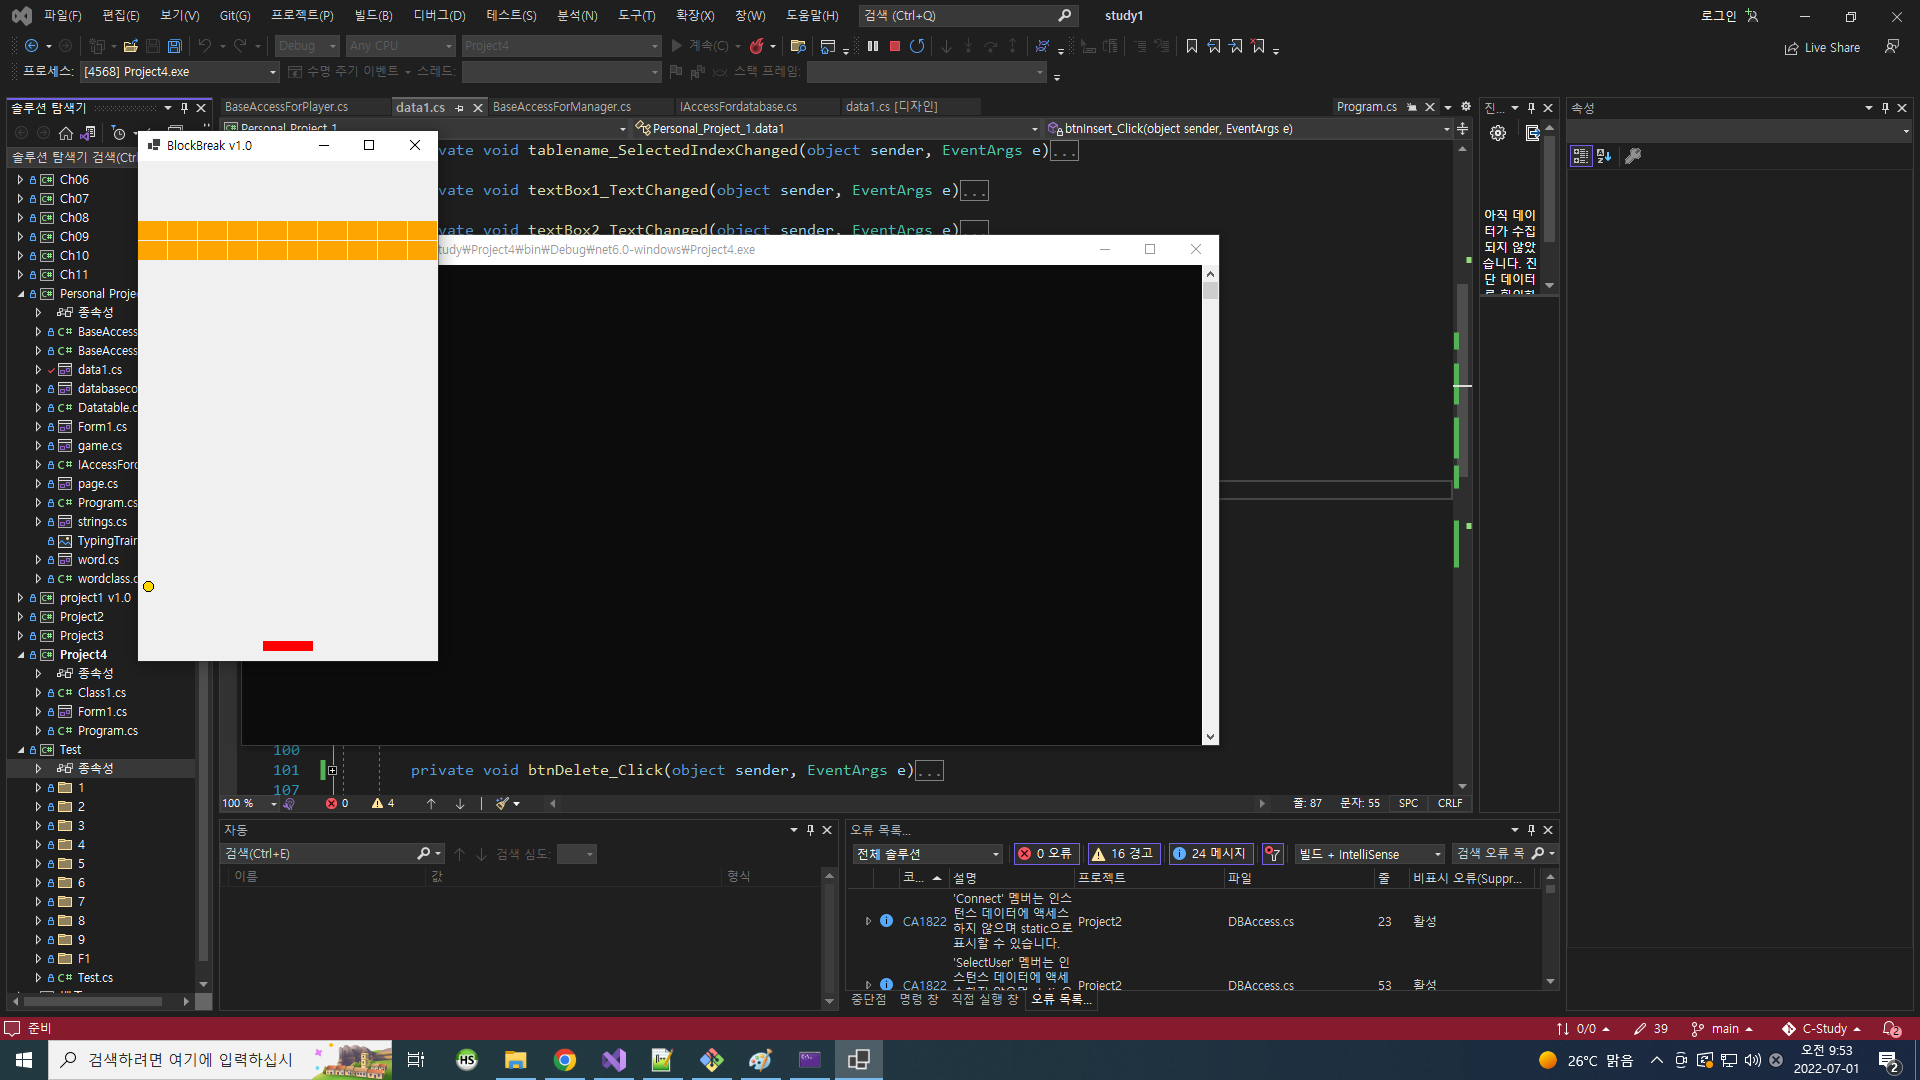 파일(F) 편집(E) 보기(V) Git(G) 프로젝트(P) 빌드(B) 디버그(D) 테스트(S) 분석(N) 도구(T) 확장(X) 창(W) 도움말(H) 검색 (Ctrl+Q) study1 로그인
Debug Any CPU Project4 계속(C) Live Share
프로세스: [4568] Project4.exe 수명 주기 이벤트 스레드: 스택 프레임:
솔루션 탐색기
BaseAccessForPlayer.cs data1.cs BaseAccessForManager.cs IAccessFordatabase.cs data1.cs [디자인] Program.cs
Personal_Project_1 Personal_Project_1.data1 btnInsert_Click(object sender, EventArgs e)
솔루션 탐색기 검색(Ctr
Ch06
Ch07
Ch08
Ch09
Ch10
Ch11
Personal Proje
종속성
BaseAccess
BaseAccess
data1.cs
databaseco
Datatable.c
Form1.cs
game.cs
IAccessForc
page.cs
Program.cs
strings.cs
TypingTrair
word.cs
wordclass.c
project1 v1.0
Project2
Project3
Project4
종속성
Class1.cs
Form1.cs
Program.cs
Test
종속성
1
2
3
4
5
6
7
8
9
F1
Test.cs
BlockBreak v1.0
vate void tablename_SelectedIndexChanged(object sender, EventArgs e)...
vate void textBox1_TextChanged(object sender, EventArgs e)...
vate void textBox2_TextChanged(object sender, EventArgs e)...
tudy₩Project4₩bin₩Debug₩net6.0-windows₩Project4.exe
100
101 private void btnDelete_Click(object sender, EventArgs e)...
107
100 % 0 4 줄: 87 문자: 55 SPC CRLF
진...
아직 데이
터가 수집
되지 않았
습니다. 진
단 데이터
속성
자동
검색(Ctrl+E) 검색 심도:
이름 값 형식
오류 목록...
전체 솔루션 0 오류 16 경고 24 메시지 빌드 + IntelliSense 검색 오류 목
코... 설명 프로젝트 파일 줄 비표시 오류(Suppr...
CA1822 'Connect' 멤버는 인스
턴스 데이터에 액세스
하지 않으며 static으로
표시할 수 있습니다. Project2 DBAccess.cs 23 활성
CA1822 'SelectUser' 멤버는 인
스턴스 데이터에 액세
Project2 DBAccess.cs 53 활성
중단점 명령 창 직접 실행 창 오류 목록...
준비 0/0 39 main C-Study 2
검색하려면 여기에 입력하십시 HS 26°C 맑음 오전 9:53
2022-07-01 2